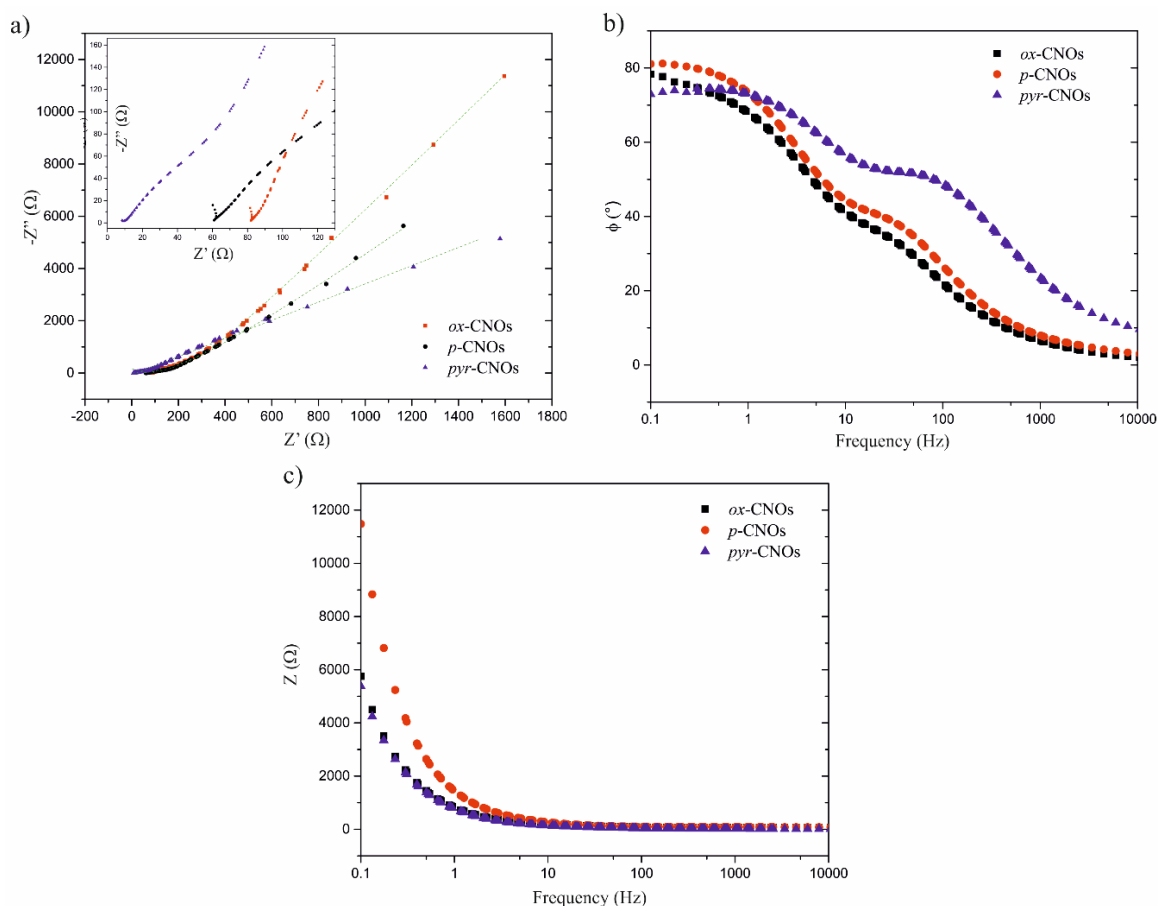 a)
12000
10000
8000
6000
4000
2000
0
-Z'' (Ω)
-200 0 200 400 600 800 1000 1200 1400 1600 1800
Z' (Ω)
160
140
120
100
80
60
40
20
0
-Z'' (Ω)
0 20 40 60 80 100 120
Z' (Ω)
ox-CNOs
p-CNOs
pyr-CNOs
b)
80
60
40
20
0
ϕ (°)
0.1 1 10 100 1000 10000
Frequency (Hz)
ox-CNOs
p-CNOs
pyr-CNOs
c)
12000
10000
8000
6000
4000
2000
0
Z (Ω)
0.1 1 10 100 1000 10000
Frequency (Hz)
ox-CNOs
p-CNOs
pyr-CNOs